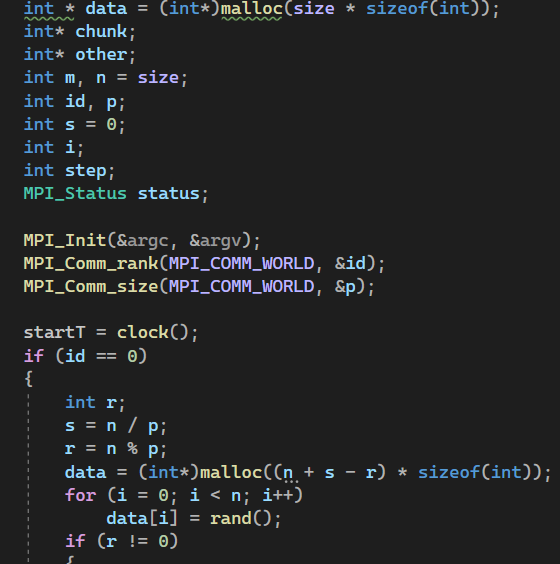 int * data = (int*)malloc(size * sizeof(int));
int* chunk;
int* other;
int m, n = size;
int id, p;
int s = 0;
int i;
int step;
MPI_Status status;

MPI_Init(&argc, &argv);
MPI_Comm_rank(MPI_COMM_WORLD, &id);
MPI_Comm_size(MPI_COMM_WORLD, &p);

startT = clock();
if (id == 0)
{
    int r;
    s = n / p;
    r = n % p;
    data = (int*)malloc((n + s - r) * sizeof(int));
    for (i = 0; i < n; i++)
        data[i] = rand();
    if (r != 0)
    {